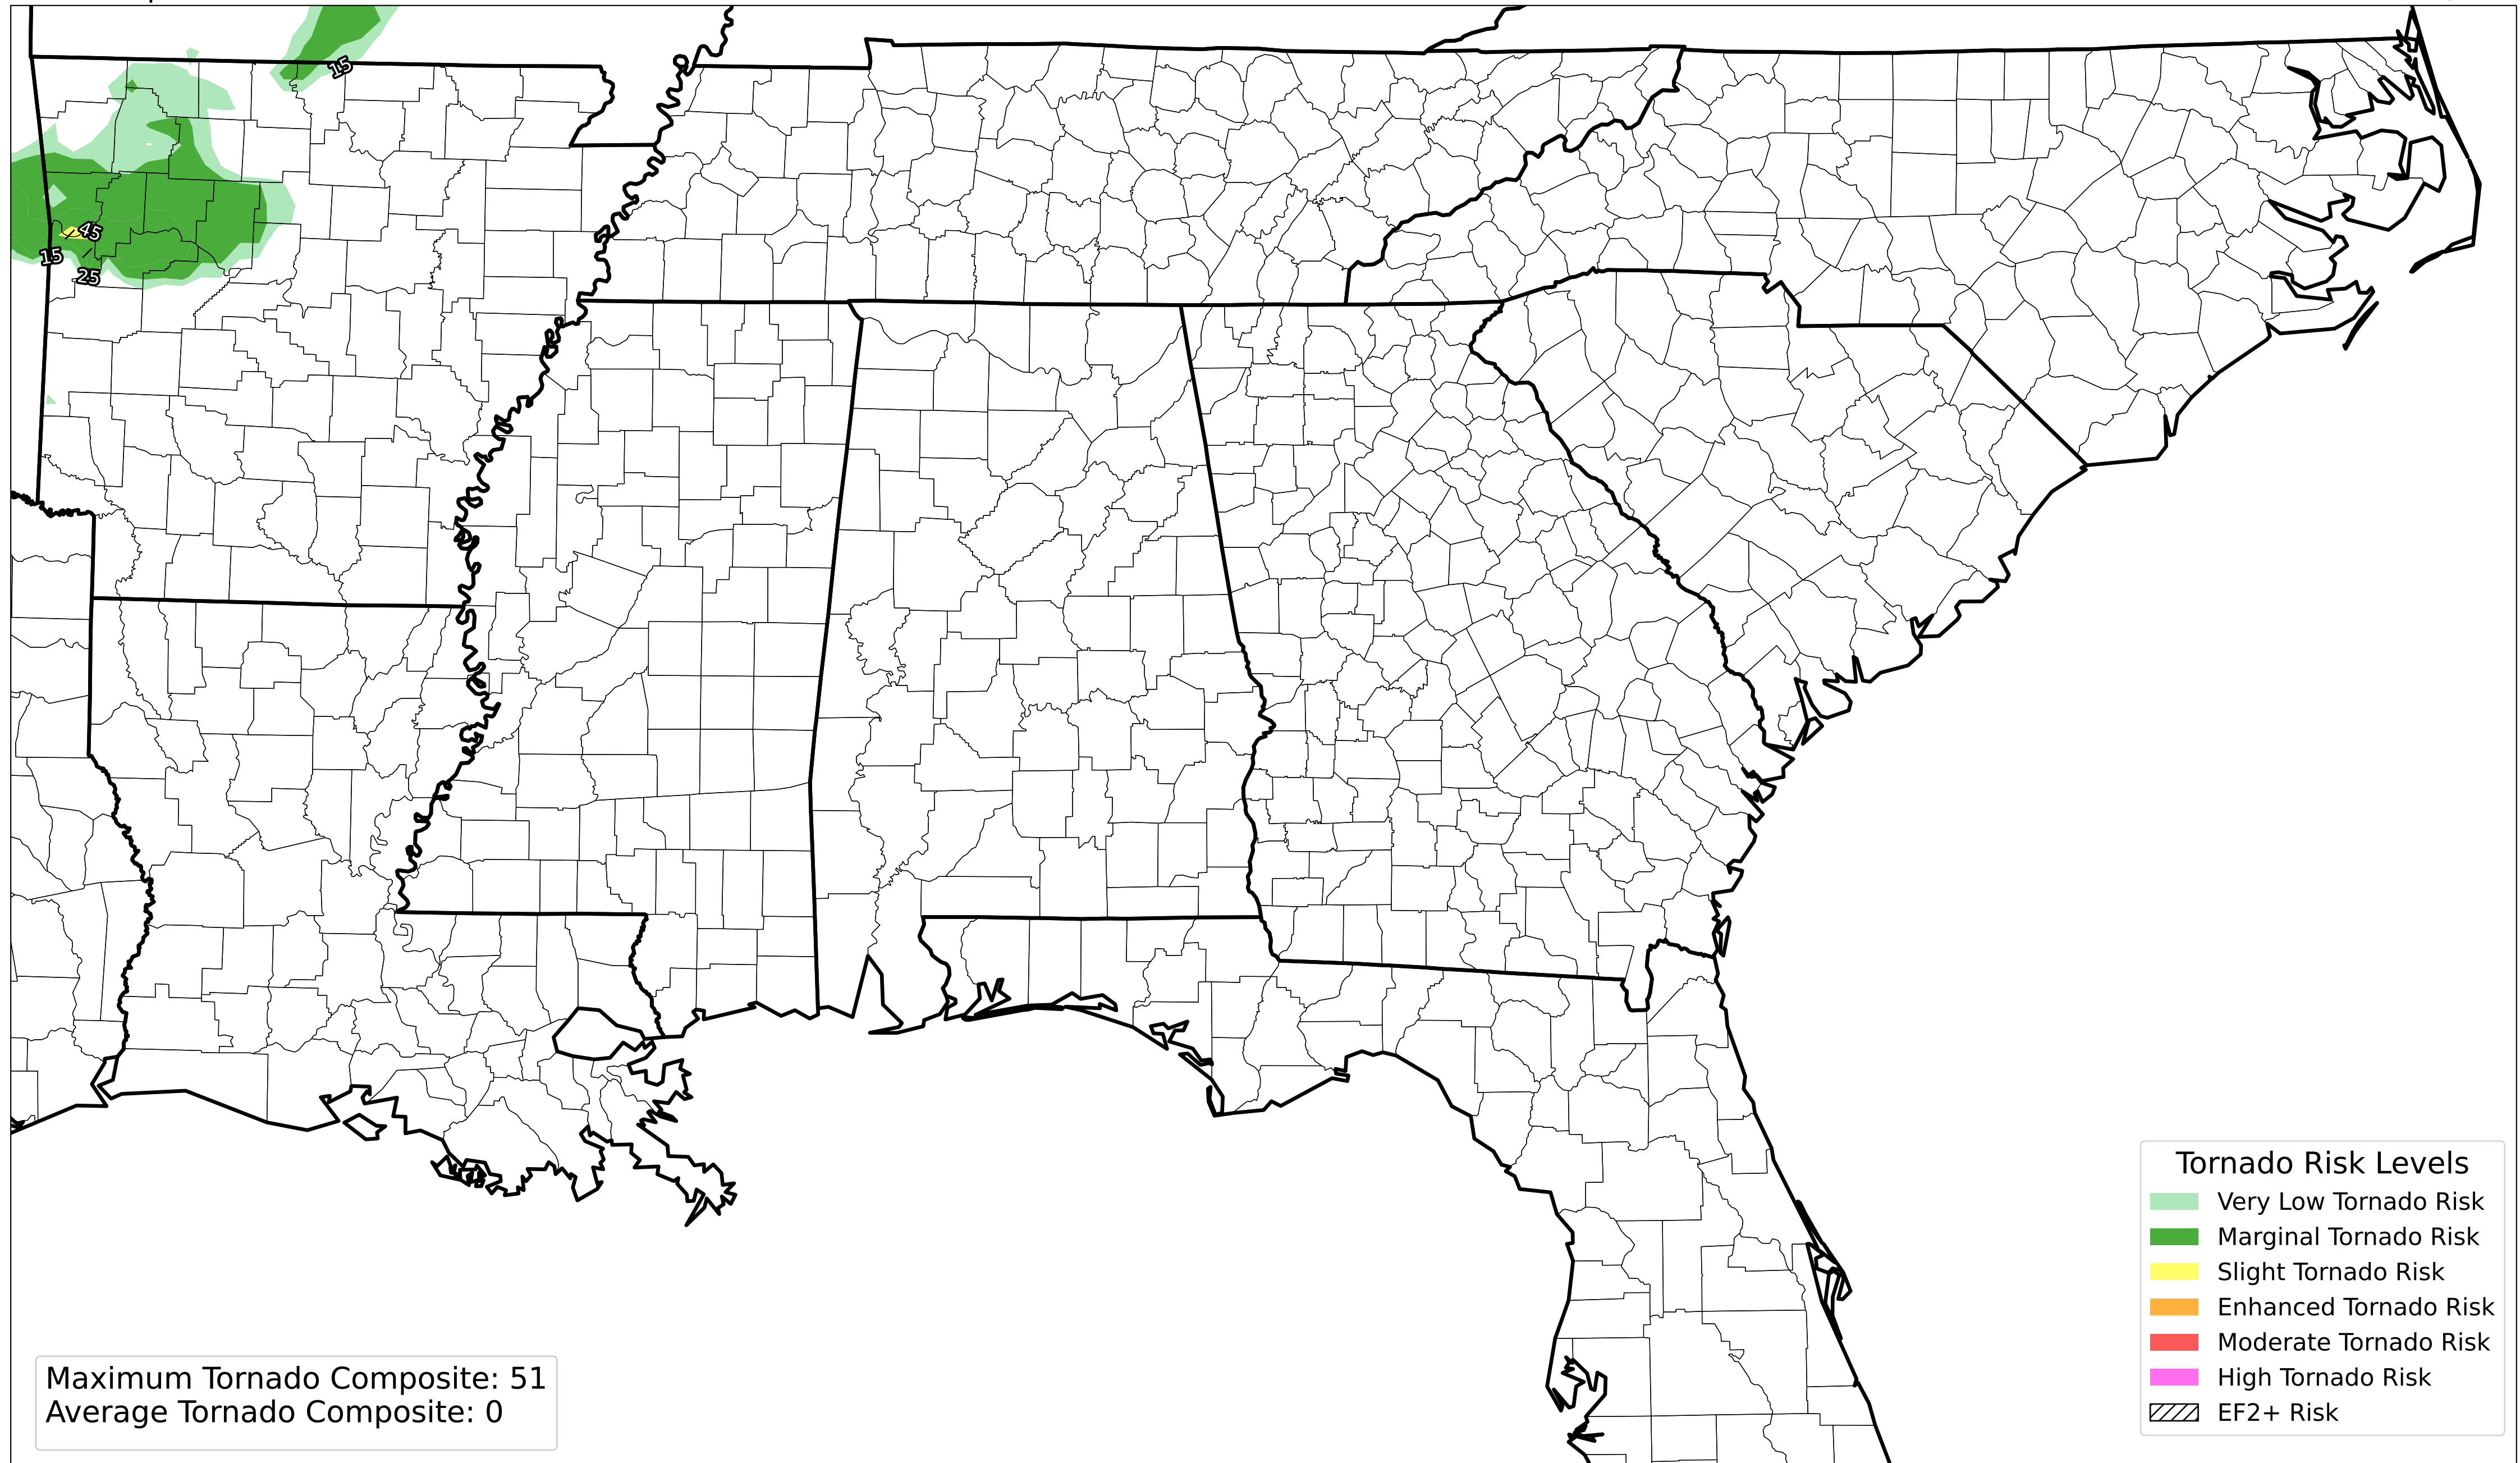 15
45
15
25
Tornado Risk Levels
Very Low Tornado Risk
Marginal Tornado Risk
Slight Tornado Risk
Enhanced Tornado Risk
Moderate Tornado Risk
High Tornado Risk
EF2+ Risk
Maximum Tornado Composite: 51
Average Tornado Composite: 0